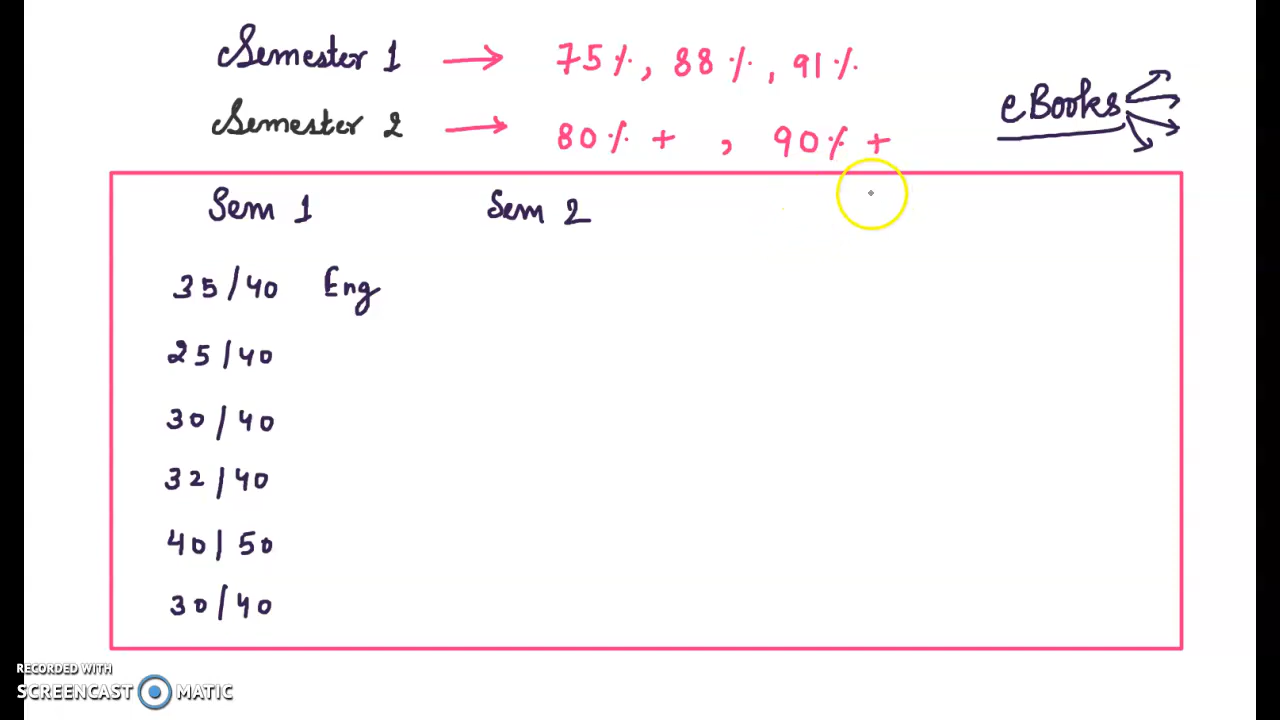 Semester 1 → 75%, 88%, 91%
Semester 2 → 80% +, 90% +
eBooks
Sem 1 Sem 2
35/40 Eng
25/40
30/40
32/40
40/50
30/40
RECORDED WITH
SCREENCAST MATIC